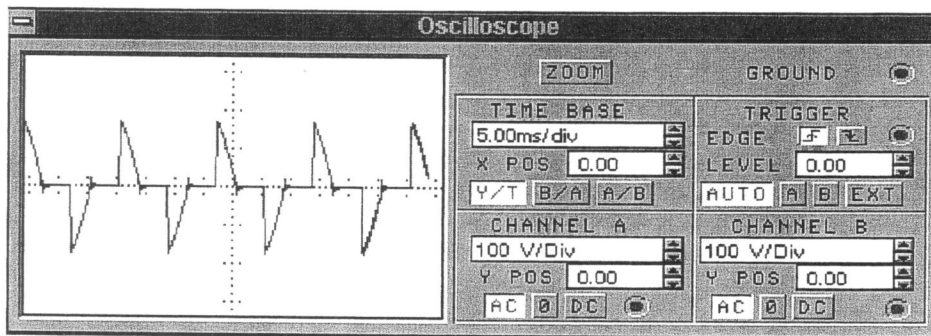 Oscilloscope
ZOOM GROUND
TIME BASE
5.00ms/div
X POS 0.00
Y/T B/A A/B
TRIGGER
EDGE
LEVEL 0.00
AUTO A B EXT
CHANNEL A
100 V/Div
Y POS 0.00
AC 0 DC
CHANNEL B
100 V/Div
Y POS 0.00
AC 0 DC